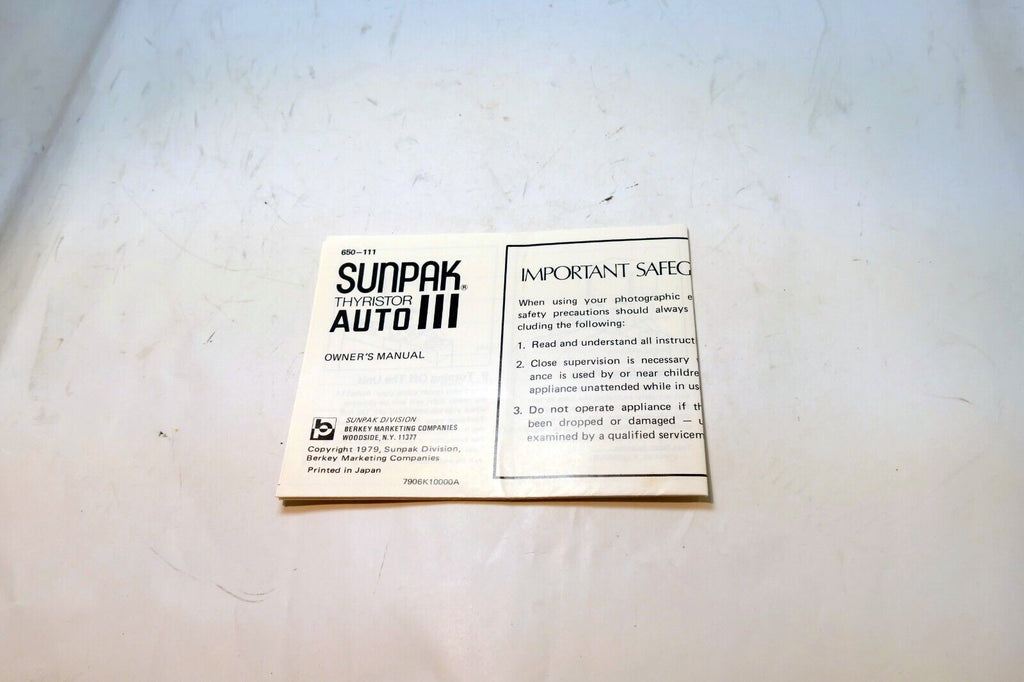 650-111
SUNPAK®
THYRISTOR
AUTO III
OWNER'S MANUAL
SUNPAK DIVISION
BERKEY MARKETING COMPANIES
WOODSIDE, N.Y. 11377
Copyright 1979, Sunpak Division,
Berkey Marketing Companies
Printed in Japan
7906K10000A
IMPORTANT SAFEG
When using your photographic e
safety precautions should always
cluding the following:
1. Read and understand all instruct
2. Close supervision is necessary
ance is used by or near childre
appliance unattended while in us
3. Do not operate appliance if th
been dropped or damaged — u
examined by a qualified servicem